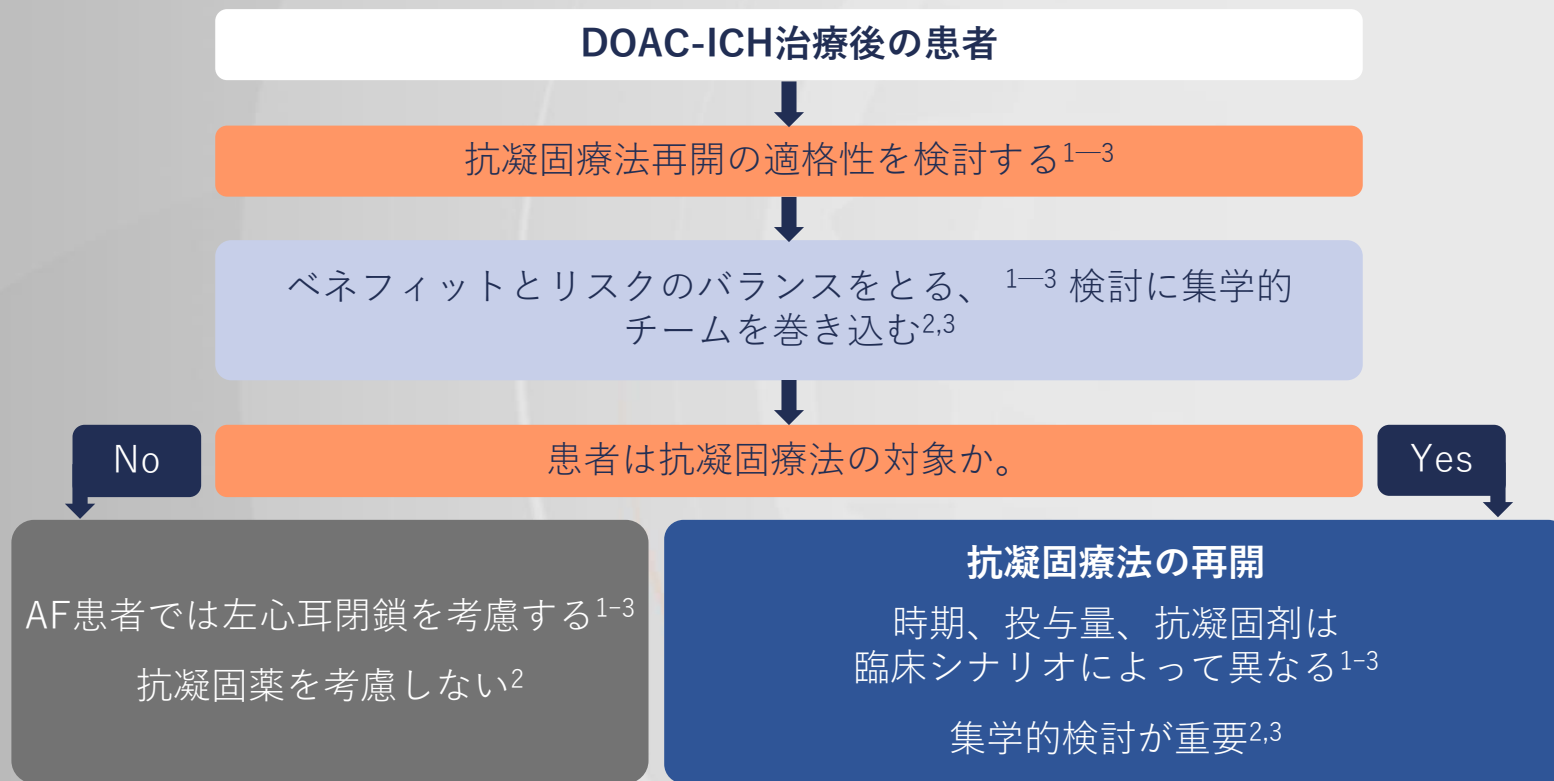 DOAC-ICH治療後の患者
抗凝固療法再開の適格性を検討する1—3
ベネフィットとリスクのバランスをとる、 1—3 検討に集学的
チームを巻き込む2,3
No
患者は抗凝固療法の対象か。
Yes
AF患者では左心耳閉鎖を考慮する1-3
抗凝固薬を考慮しない2
抗凝固療法の再開
時期、投与量、抗凝固剤は
臨床シナリオによって異なる1-3
集学的検討が重要2,3